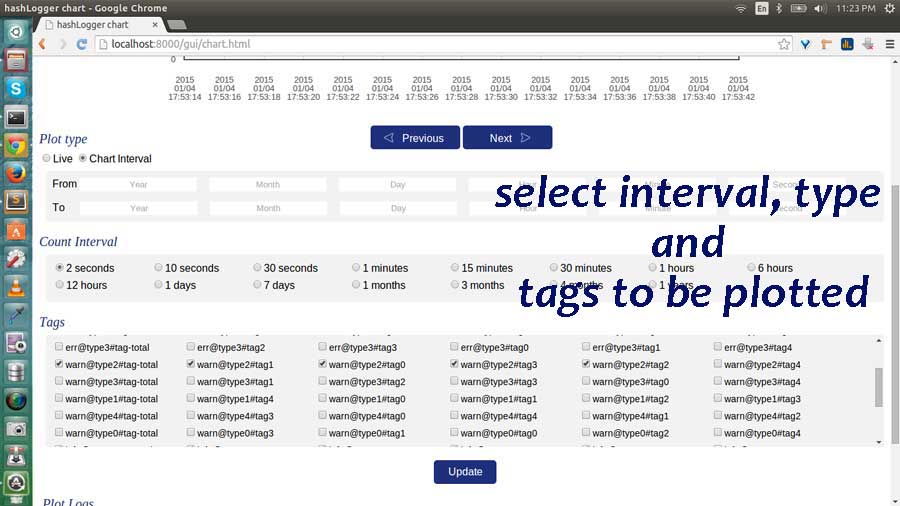 hashLogger chart - Google Chrome
En
11:23 PM
hashLogger chart
localhost:8000/gui/chart.html
0
2015 2015 2015 2015 2015 2015 2015 2015 2015 2015 2015 2015 2015 2015 2015
01/04 01/04 01/04 01/04 01/04 01/04 01/04 01/04 01/04 01/04 01/04 01/04 01/04 01/04 01/04
17:53:14 17:53:16 17:53:18 17:53:20 17:53:22 17:53:24 17:53:26 17:53:28 17:53:30 17:53:32 17:53:34 17:53:36 17:53:38 17:53:40 17:53:42
Plot type
Previous Next
Live Chart Interval
From Year Month Day Hour Minute Second
To Year Month Day Hour Minute Second
select interval, type
and
tags to be plotted
Count Interval
2 seconds 10 seconds 30 seconds 1 minutes 15 minutes 30 minutes 1 hours 6 hours
12 hours 1 days 7 days 1 months 3 months 4 months 1 years
Tags
err@type3#tag-total err@type3#tag2 err@type3#tag3 err@type3#tag0 err@type3#tag1 err@type3#tag4
warn@type2#tag-total warn@type2#tag1 warn@type2#tag0 warn@type2#tag3 warn@type2#tag2 warn@type2#tag4
warn@type3#tag-total warn@type3#tag1 warn@type3#tag2 warn@type3#tag3 warn@type3#tag0 warn@type3#tag4
warn@type1#tag-total warn@type1#tag4 warn@type1#tag0 warn@type1#tag1 warn@type1#tag2 warn@type1#tag3
warn@type4#tag-total warn@type4#tag3 warn@type4#tag0 warn@type4#tag4 warn@type4#tag1 warn@type4#tag2
warn@type0#tag-total warn@type0#tag3 warn@type0#tag1 warn@type0#tag0 warn@type0#tag2 warn@type0#tag4
Update
Plot Logs